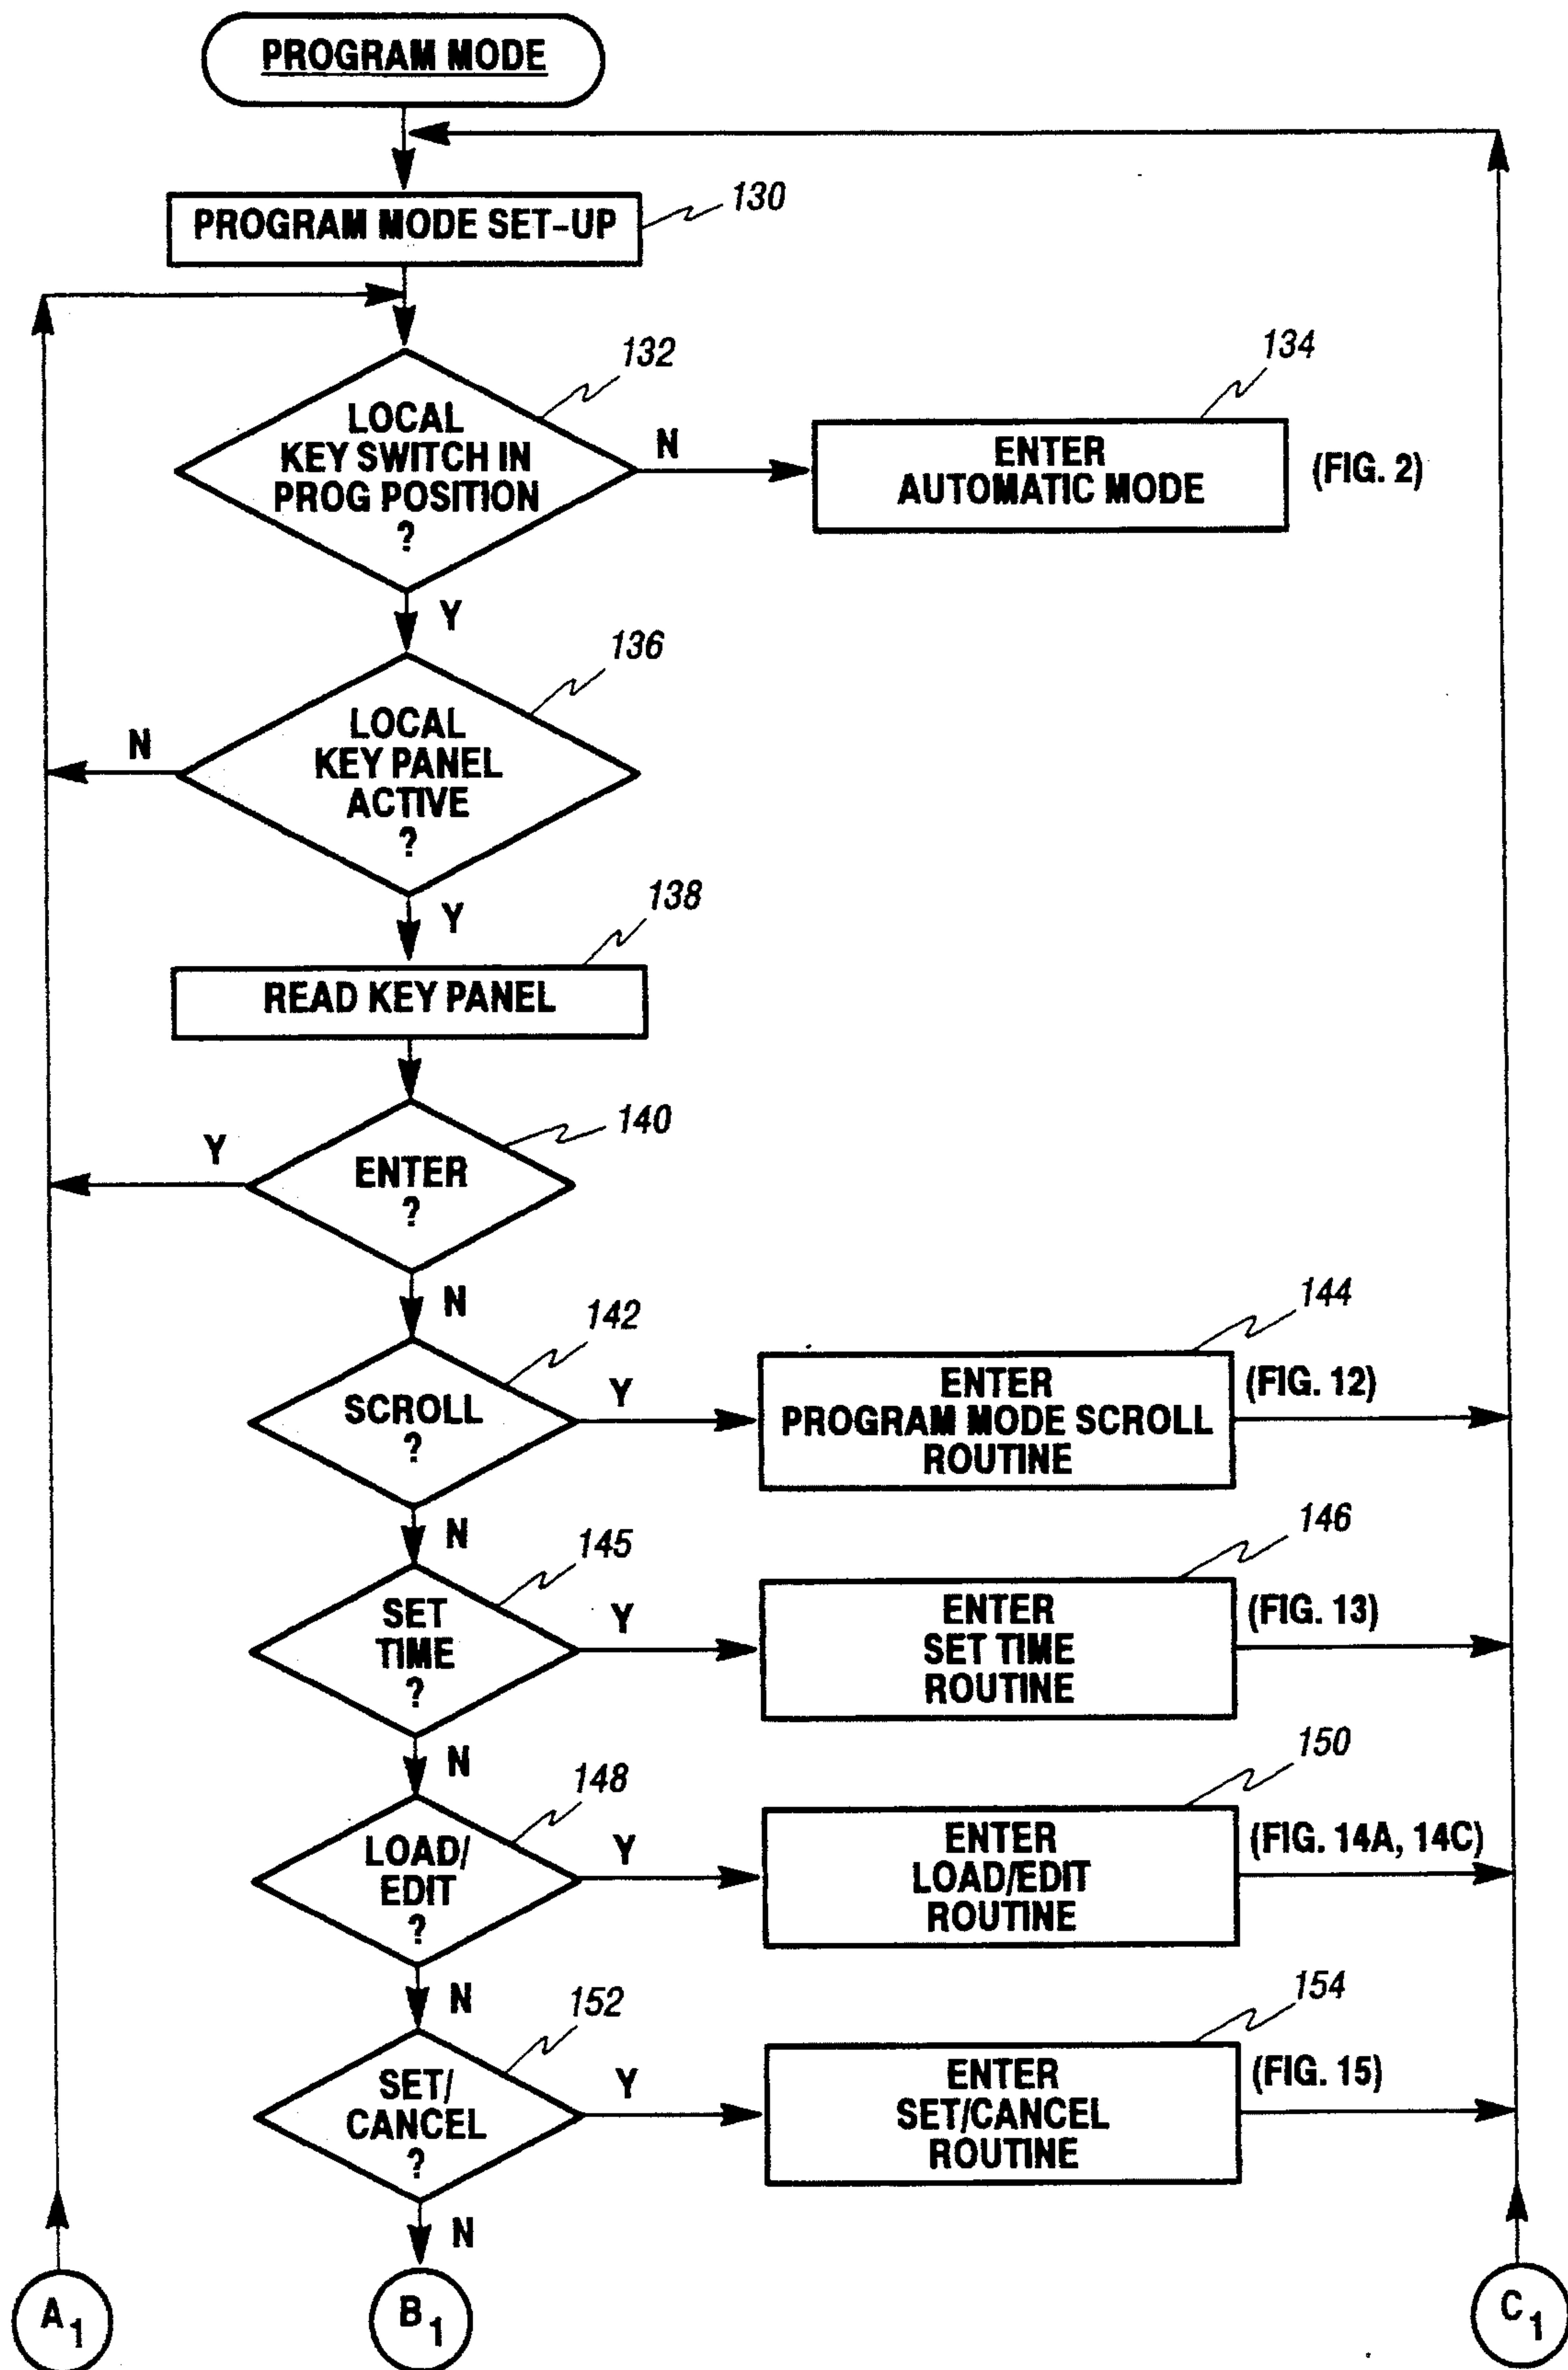 PROGRAM MODE
PROGRAM MODE SET-UP
130
132
LOCAL
KEY SWITCH IN
PROG POSITION
?
N
134
ENTER
AUTOMATIC MODE
(FIG. 2)
Y
136
LOCAL
KEY PANEL
ACTIVE
?
N
Y
138
READ KEY PANEL
140
ENTER
?
Y
N
142
SCROLL
?
Y
144
ENTER
PROGRAM MODE SCROLL
ROUTINE
(FIG. 12)
N
145
SET
TIME
?
Y
146
ENTER
SET TIME
ROUTINE
(FIG. 13)
N
148
LOAD/
EDIT
?
Y
150
ENTER
LOAD/EDIT
ROUTINE
(FIG. 14A, 14C)
N
152
SET/
CANCEL
?
Y
154
ENTER
SET/CANCEL
ROUTINE
(FIG. 15)
N
A1
B1
C1